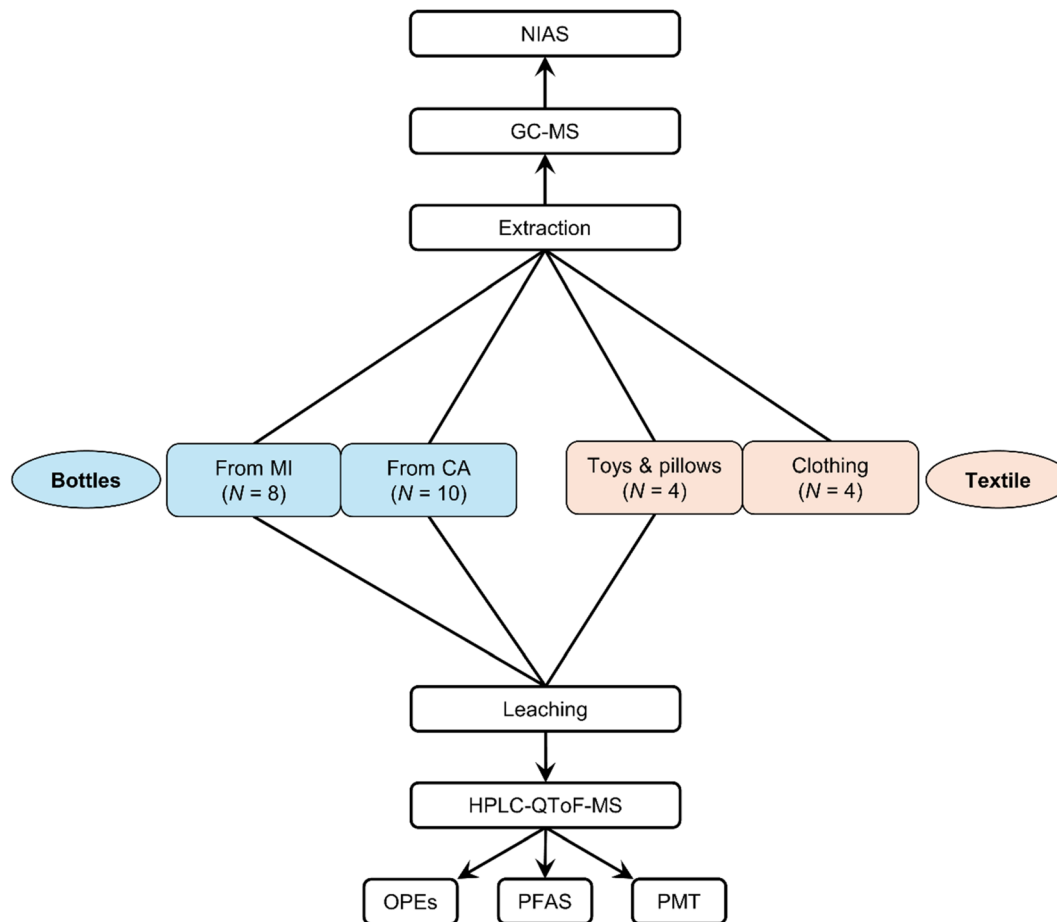 NIAS
GC-MS
Extraction
Bottles
From MI
(N = 8)
From CA
(N = 10)
Toys & pillows
(N = 4)
Clothing
(N = 4)
Textile
Leaching
HPLC-QToF-MS
OPEs
PFAS
PMT